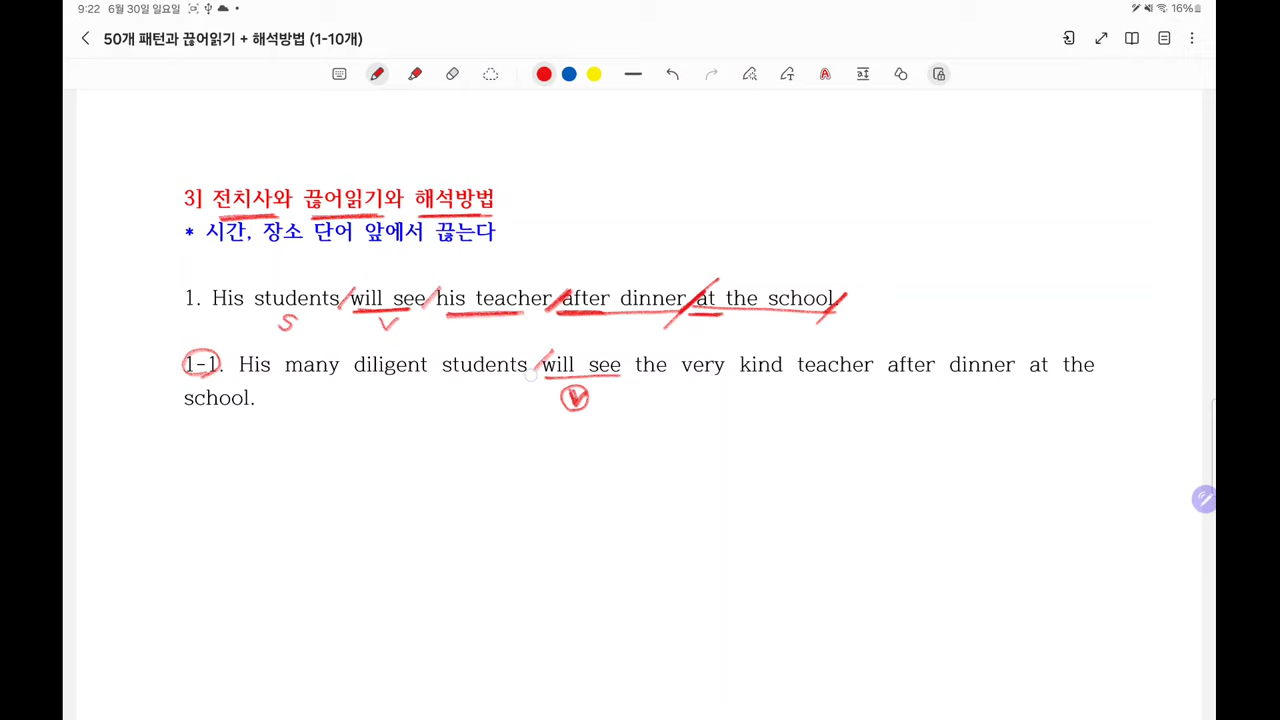 9:22 6월 30일 일요일
16%
50개 패턴과 끊어읽기 + 해석방법 (1-10개)
3] 전치사와 끊어읽기와 해석방법
* 시간, 장소 단어 앞에서 끊는다
1. His students will see his teacher after dinner at the school.
S V
1-1. His many diligent students will see the very kind teacher after dinner at the
V
school.